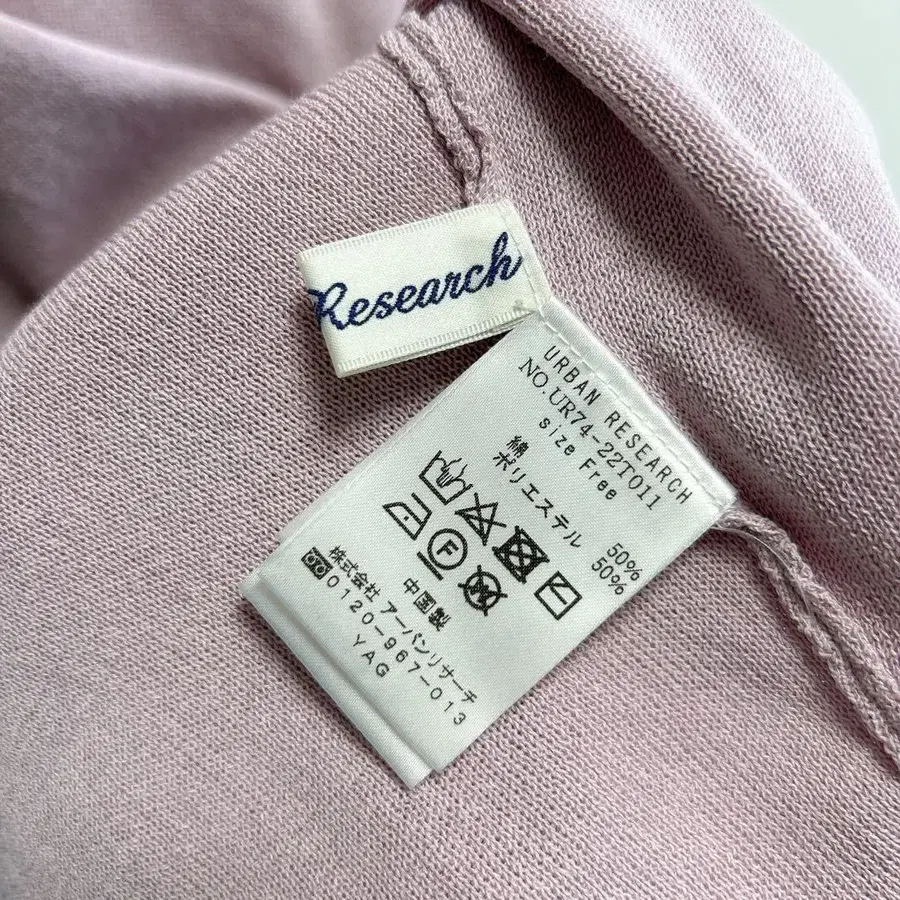 Research
URBAN RESEARCH
NO.UR74-22T011
size Free
綿 50%
ポリエステル 50%
F
中国製
株式会社 アーバンリサーチ
0120-967-013
YAG